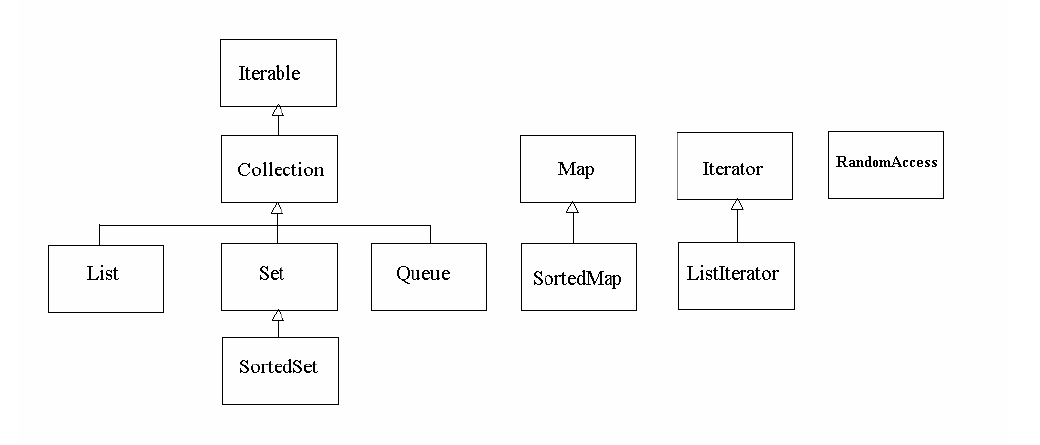 Iterable
Collection
Map
Iterator
RandomAccess
List
Set
Queue
SortedMap
ListIterator
SortedSet